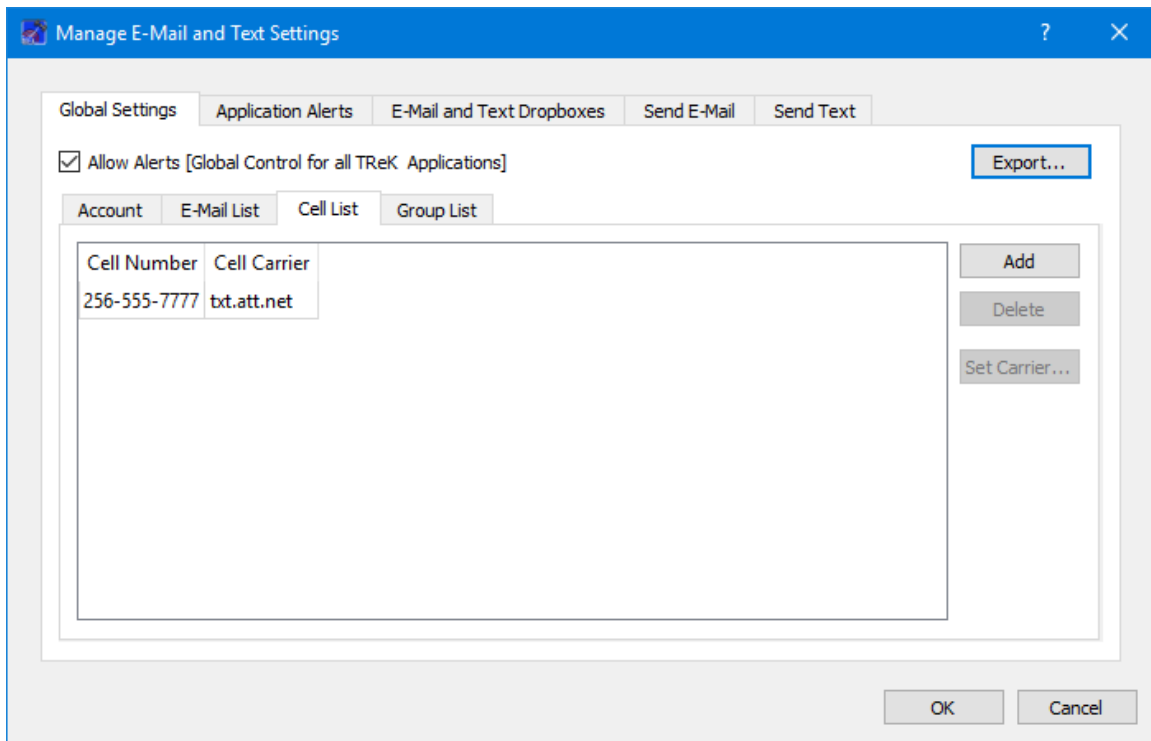 Manage E-Mail and Text Settings ?
Global Settings Application Alerts E-Mail and Text Dropboxes Send E-Mail Send Text
Allow Alerts [Global Control for all TReK  Applications] Export...
Account E-Mail List Cell List Group List
Cell Number Cell Carrier Add
256-555-7777 txt.att.net
Delete
Set Carrier...
OK Cancel